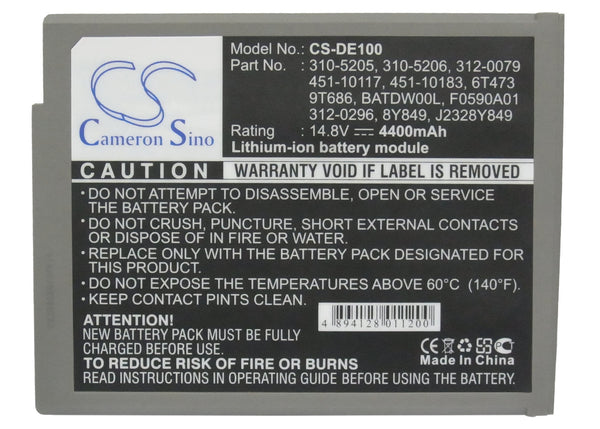 CS
Cameron Sino
Model No.: CS-DE100
Part No.: 310-5205, 310-5206, 312-0079
451-10117, 451-10183, 6T473
9T686, BATDW00L, F0590A01
312-0296, 8Y849, J2328Y849
Rating : 14.8V 4400mAh
Lithium-ion battery module
CAUTION
WARRANTY VOID IF LABEL IS REMOVED
•DO NOT ATTEMPT TO DISASSEMBLE, OPEN OR SERVICE
THE BATTERY PACK.
•DO NOT CRUSH, PUNCTURE, SHORT EXTERNAL CONTACTS
OR DISPOSE OF IN FIRE OR WATER.
•REPLACE ONLY WITH THE BATTERY PACK DESIGNATED FOR
THIS PRODUCT.
•DO NOT EXPOSE TO THE TEMPERATURES ABOVE 60°C (140°F).
•KEEP CONTACT PINTS CLEAN.
ATTENTION!
NEW BATTERY PACK MUST BE FULLY
CHARGED BEFORE INITIAL USE.
TO REDUCE RISK OF FIRE OR BURNS
READ INSTRUCTION BEFORE USING.
4 894128 011200
CE
Made In China